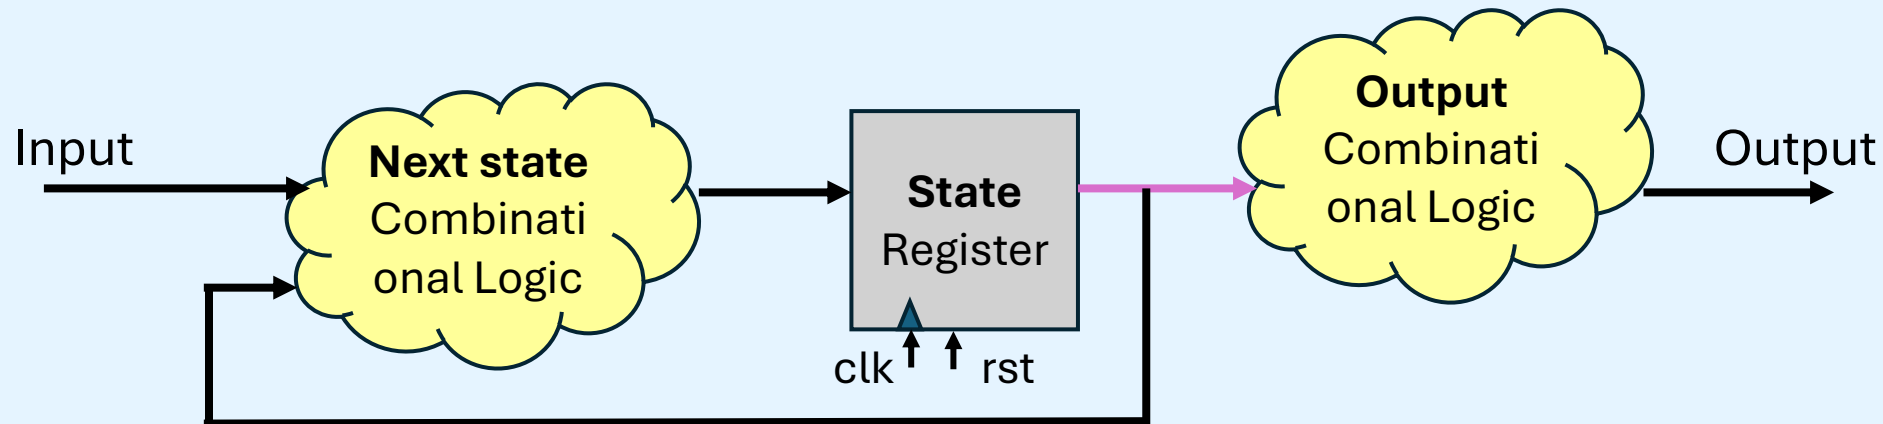 Input
Next state
Combinati
onal Logic
State
Register
clk
rst
Output
Combinati
onal Logic
Output